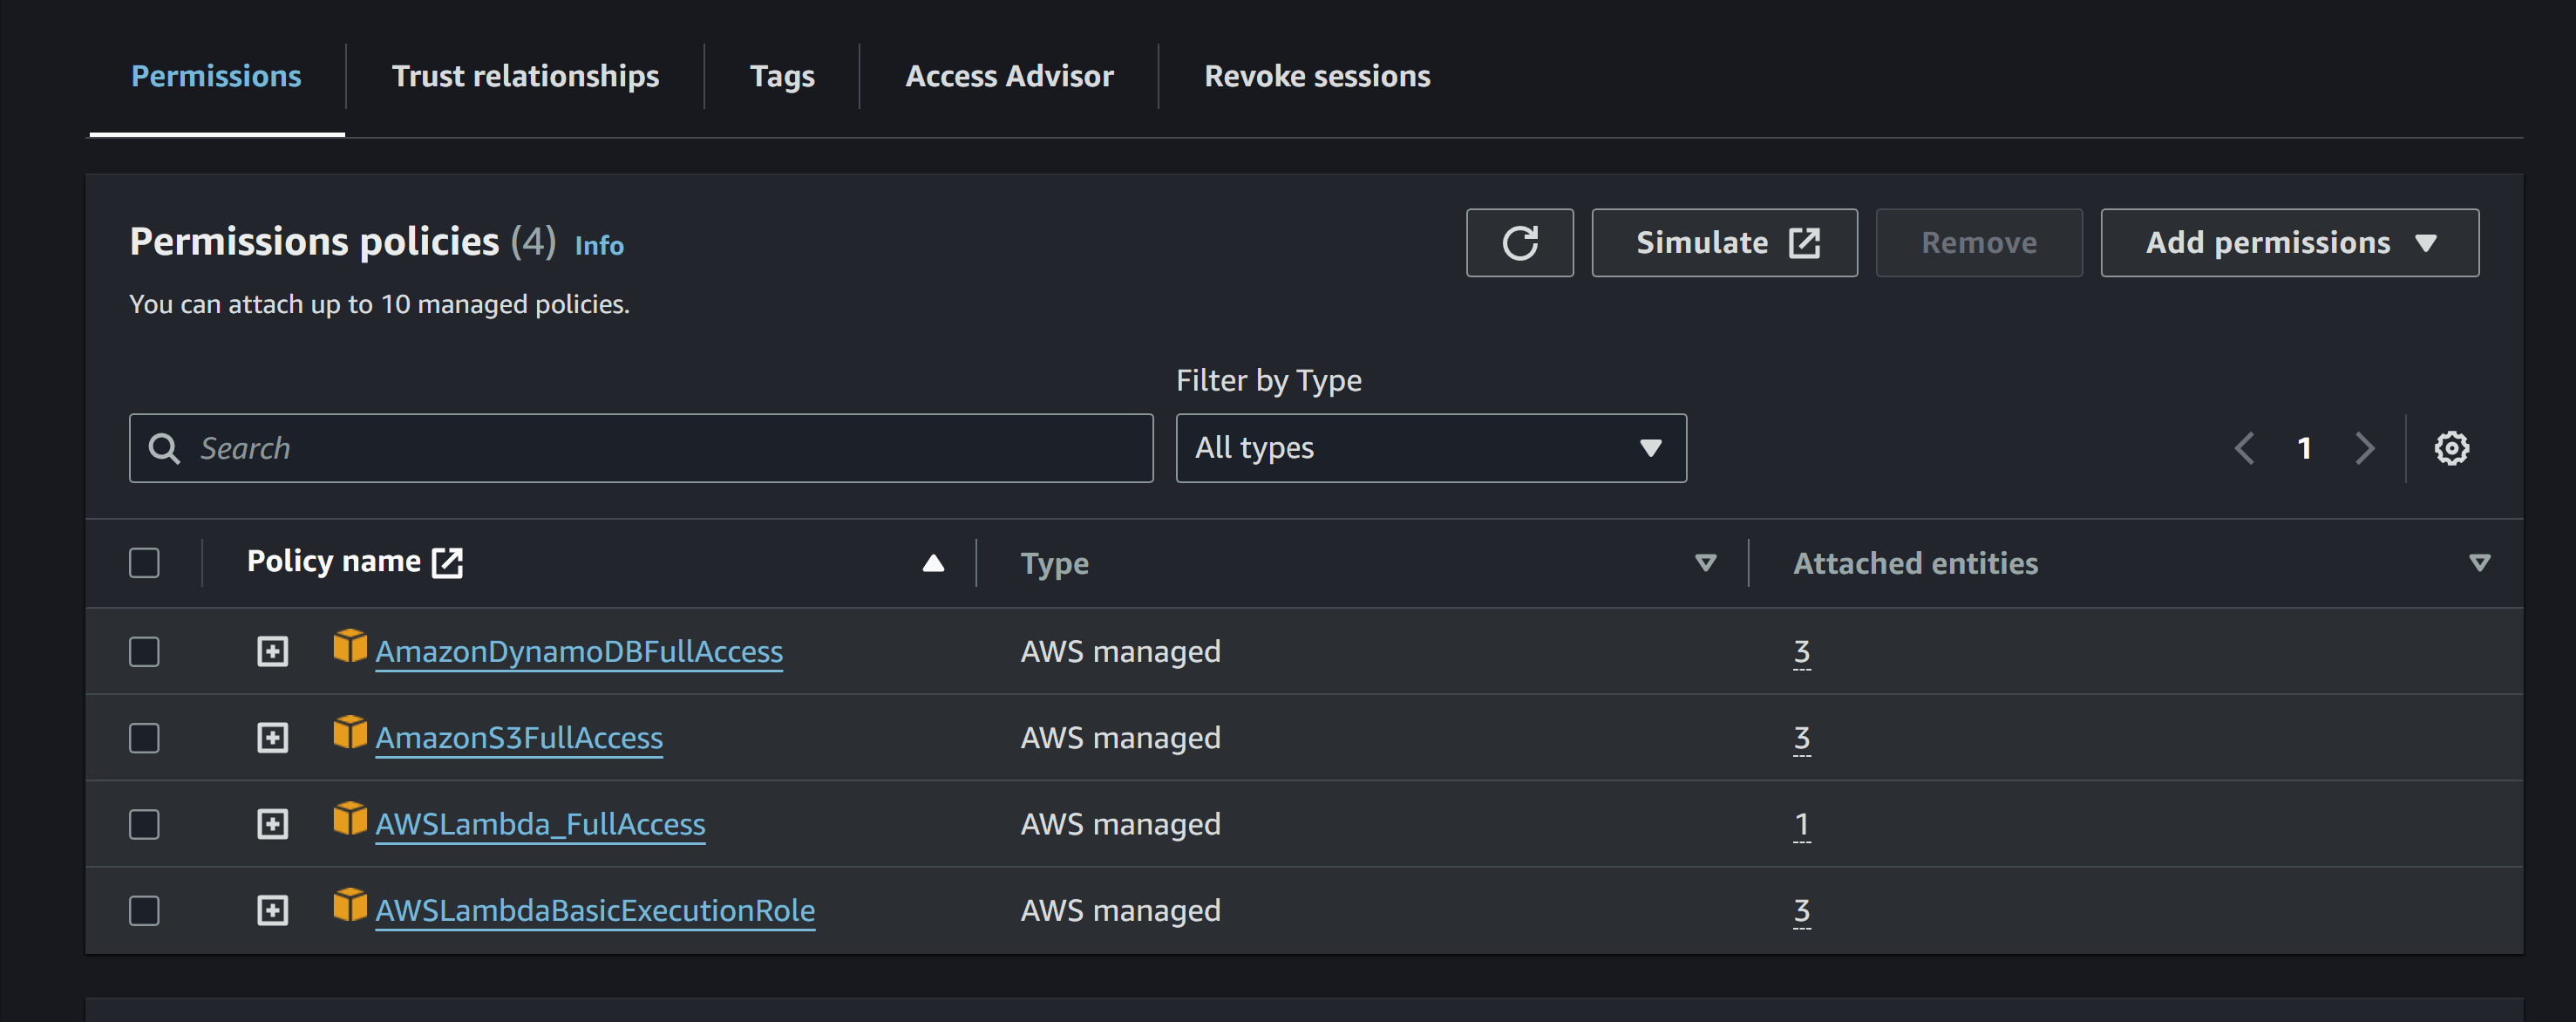 Permissions Trust relationships Tags Access Advisor Revoke sessions
Permissions policies (4) Info
Simulate Remove Add permissions
You can attach up to 10 managed policies.
Filter by Type
Search All types 1
Policy name Type Attached entities
AmazonDynamoDBFullAccess AWS managed 3
AmazonS3FullAccess AWS managed 3
AWSLambda_FullAccess AWS managed 1
AWSLambdaBasicExecutionRole AWS managed 3